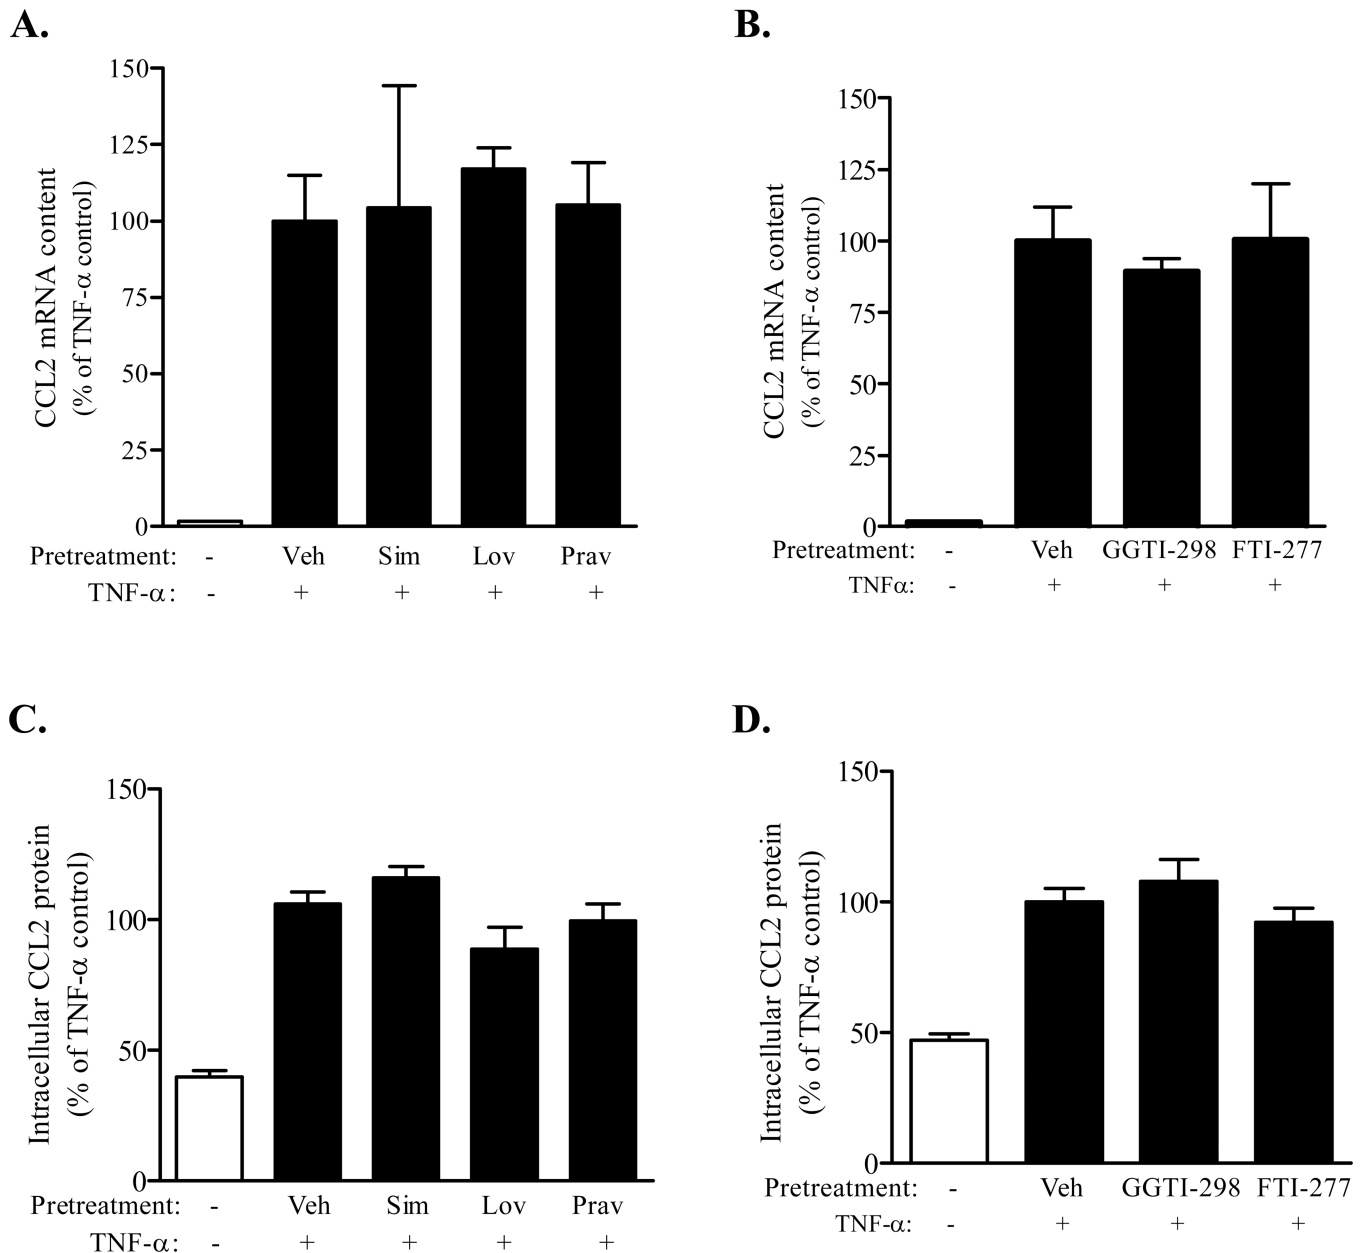 A.
CCL2 mRNA content
(% of TNF-α control)
150
125
100
75
50
25
0
Pretreatment: - Veh Sim Lov Prav
TNF-α: - + + + +
B.
CCL2 mRNA content
(% of TNF-α control)
150
125
100
75
50
25
0
Pretreatment: - Veh GGTI-298 FTI-277
TNFα: - + + +
C.
Intracellular CCL2 protein
(% of TNF-α control)
150
100
50
0
Pretreatment: - Veh Sim Lov Prav
TNF-α: - + + + +
D.
Intracellular CCL2 protein
(% of TNF-α control)
150
100
50
0
Pretreatment: - Veh GGTI-298 FTI-277
TNF-α: - + + +